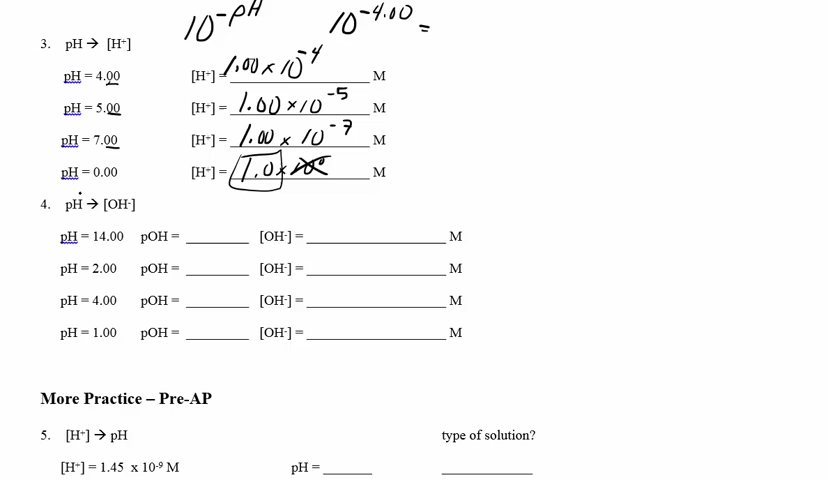 10^-pH 10^-4.00 =
3. pH → [H⁺]
pH = 4.00 [H⁺] = 1.00 x 10^-4 M
pH = 5.00 [H⁺] = 1.00 x 10^-5 M
pH = 7.00 [H⁺] = 1.00 x 10^-7 M
pH = 0.00 [H⁺] = 1.0 x 10^0 M
4. pH → [OH-]
pH = 14.00 pOH = ________ [OH-] = ________________ M
pH = 2.00 pOH = ________ [OH-] = ________________ M
pH = 4.00 pOH = ________ [OH-] = ________________ M
pH = 1.00 pOH = ________ [OH-] = ________________ M
More Practice – Pre-AP
5. [H⁺] → pH type of solution?
[H⁺] = 1.45 x 10⁻⁹ M pH = _______ ____________